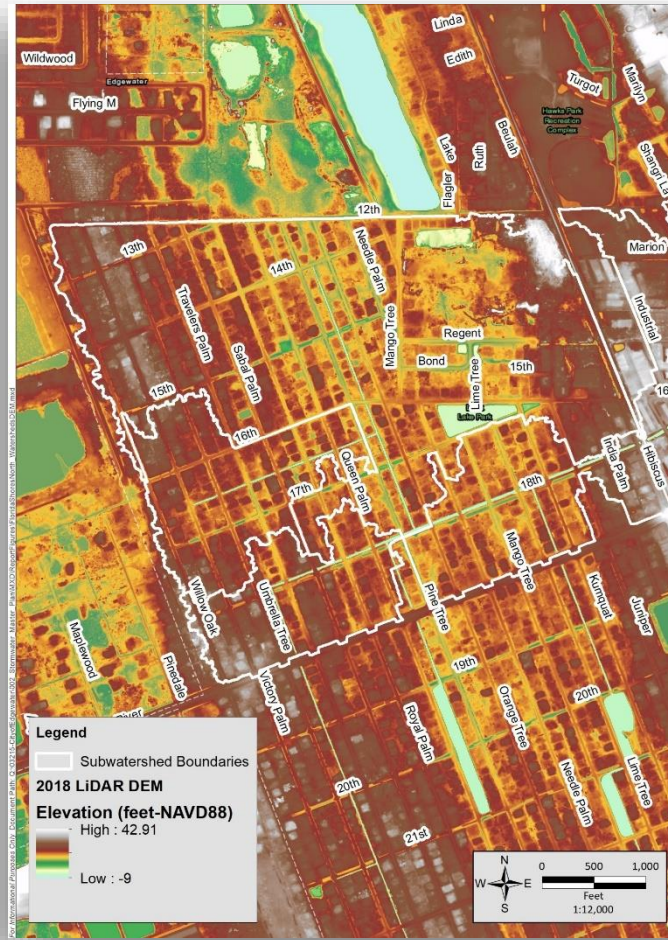 Linda
Edith
Wildwood
Edgewater
Flying M
Turgot
Marilyn
Hawks Park
Recreation
Complex
Beulah
Ruth
Lake
Flagler
Shangri La
12th
Marion
13th
14th
Needle Palm
Travelers Palm
Sabal Palm
Mango Tree
Industrial
Regent
Bond
15th
Lime Tree
15th
16
16th
Lake Park
India Palm
Hibiscus
Queen Palm
17th
18th
Mango Tree
Willow Oak
Umbrella Tree
Pine Tree
Kumquat
Juniper
Maplewood
Pinedale
19th
Victory Palm
Royal Palm
Orange Tree
20th
Needle Palm
Lime Tree
20th
21st
Legend
Subwatershed Boundaries
2018 LiDAR DEM
Elevation (feet-NAVD88)
High : 42.91
Low : -9
N
W
E
S
0 500 1,000
Feet
1:12,000